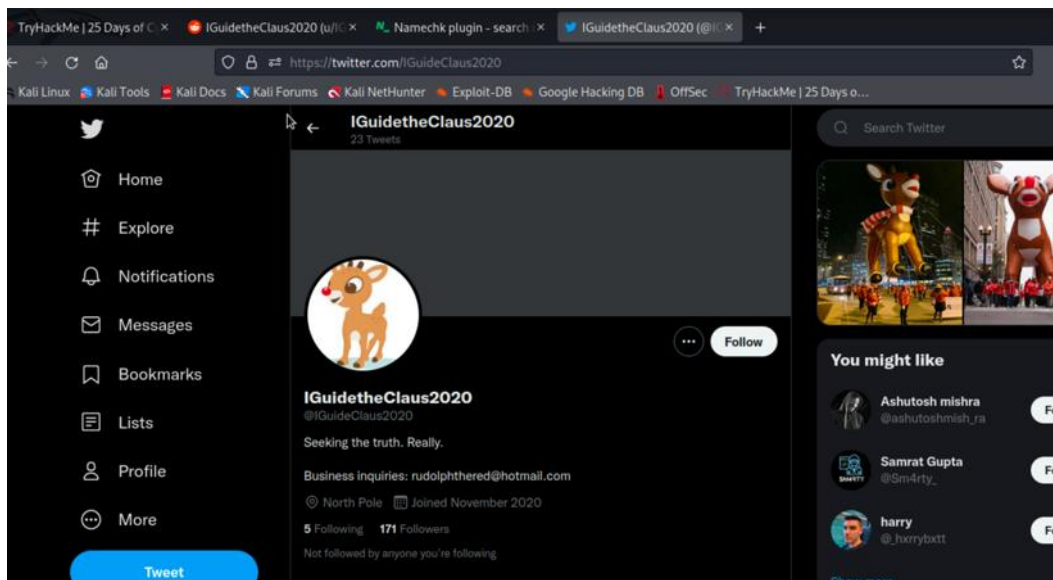 TryHackMe | 25 Days of C
IGuidetheClaus2020 (u/IG
Namechk plugin - search
IGuidetheClaus2020 (@IG
https://twitter.com/IGuideClaus2020
Kali Linux
Kali Tools
Kali Docs
Kali Forums
Kali NetHunter
Exploit-DB
Google Hacking DB
OffSec
TryHackMe | 25 Days o...
IGuidetheClaus2020
23 Tweets
Search Twitter
Home
Explore
Notifications
Messages
Bookmarks
Lists
Profile
More
Tweet
Follow
IGuidetheClaus2020
@IGuideClaus2020
Seeking the truth. Really.
Business inquiries: rudolphthered@hotmail.com
North Pole Joined November 2020
5 Following 171 Followers
Not followed by anyone you're following
You might like
Ashutosh mishra
@ashutoshmish_ra
Samrat Gupta
@Sm4rty_
harry
@_hxrrybxtt